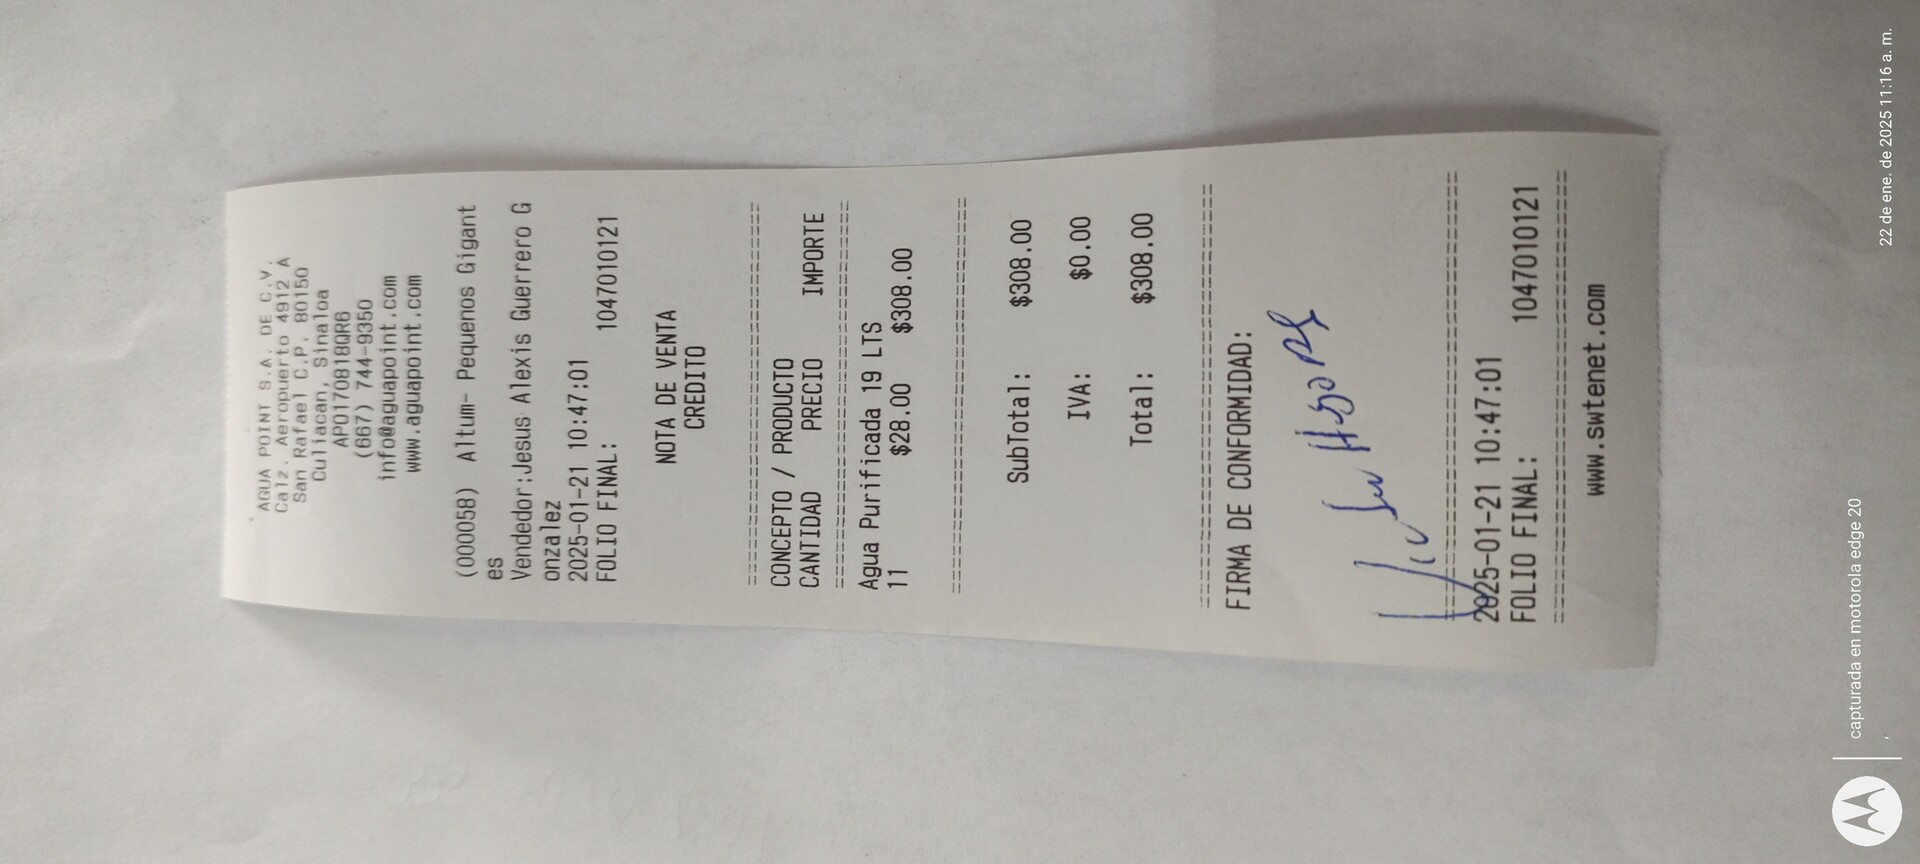 AGUA POINT S.A. DE C.V.
Calz. Aeropuerto 4912 A
San Rafael C.P. 80150
Culiacan, Sinaloa
APO170818QR6
(667) 744-9350
info@aguapoint.com
www.aguapoint.com
(000058) Altum- Pequenos Gigant
es
Vendedor:Jesus Alexis Guerrero G
onzalez
2025-01-21 10:47:01
FOLIO FINAL: 1047010121
NOTA DE VENTA
CREDITO
================================
CONCEPTO / PRODUCTO
CANTIDAD PRECIO IMPORTE
================================
Agua Purificada 19 LTS
11 $28.00 $308.00
================================
SubTotal: $308.00
IVA: $0.00
Total: $308.00
================================
FIRMA DE CONFORMIDAD:
================================
2025-01-21 10:47:01
FOLIO FINAL: 1047010121
================================
www.swtenet.com
capturada en motorola edge 20
22 de ene. de 2025 11:16 a. m.